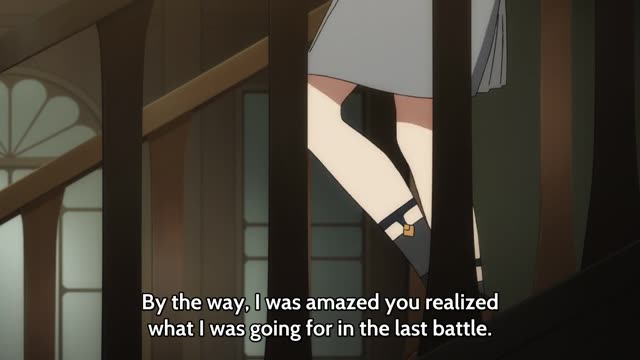 By the way, I was amazed you realized
what I was going for in the last battle.